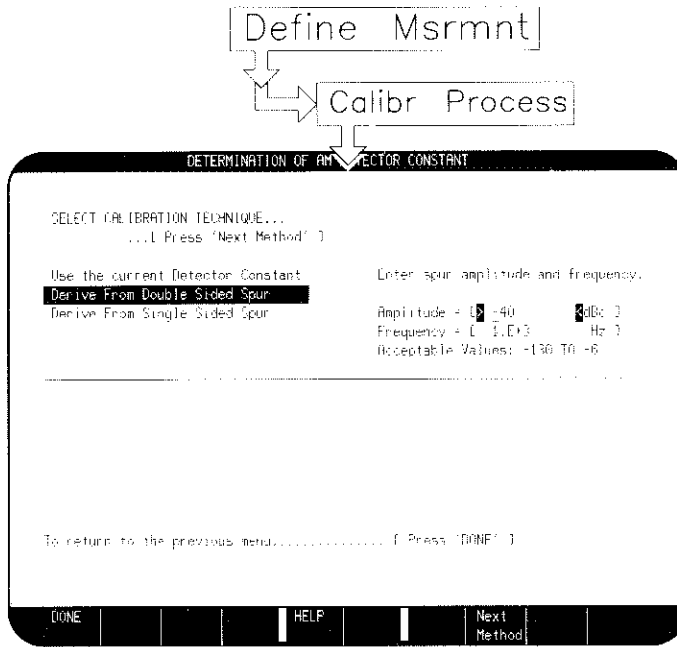 Define Msrmnt
Calibr Process
DETERMINATION OF AM DETECTOR CONSTANT
SELECT CALIBRATION TECHNIQUE...
...[ Press 'Next Method' ]
Use the current Detector Constant
Derive From Double Sided Spur
Derive From Single Sided Spur
Enter spur amplitude and frequency.
Amplitude = [> -40 <dBc ]
Frequency = [ 1.E+3 Hz ]
Acceptable Values: -130 TO -6
To return to the previous menu............... [ Press 'DONE' ]
DONE HELP Next
Method